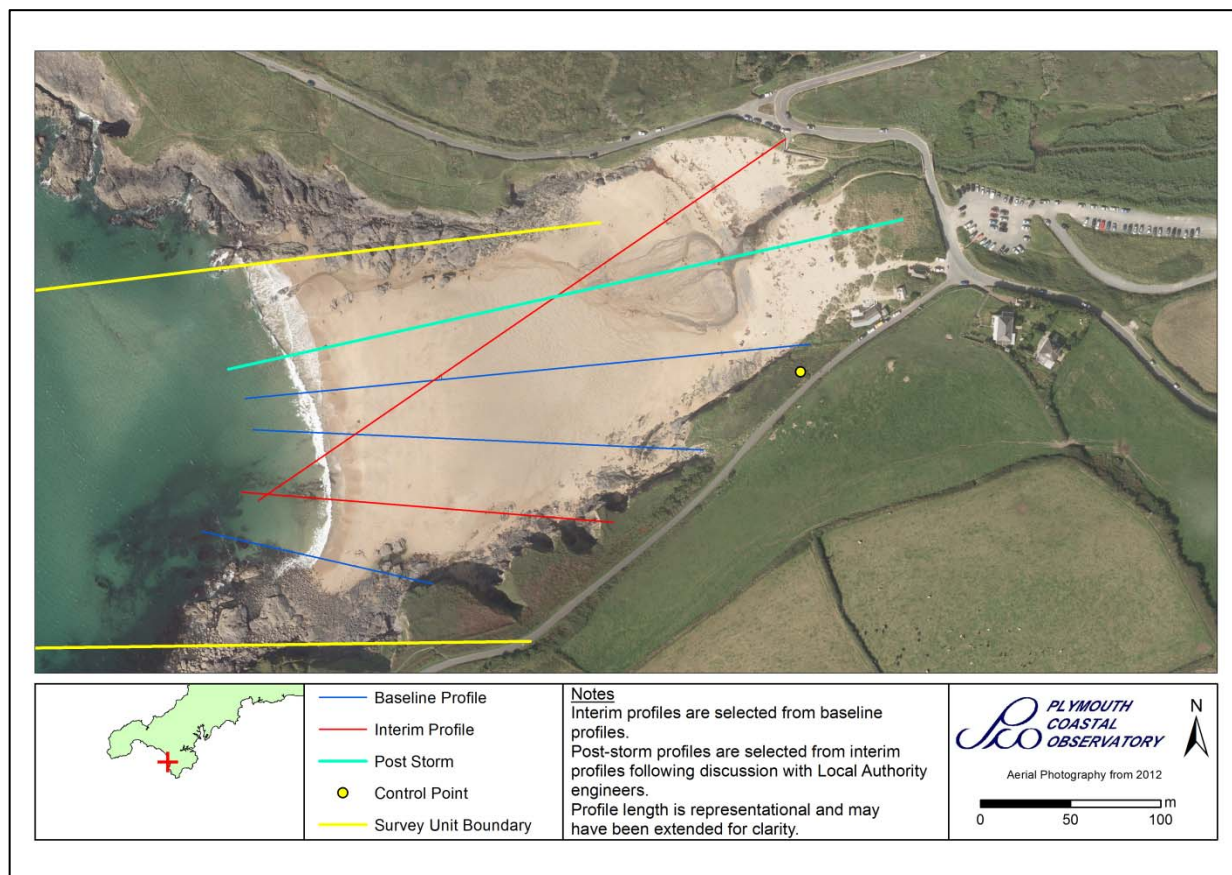 Baseline Profile
Interim Profile
Post Storm
Control Point
Survey Unit Boundary
Notes
Interim profiles are selected from baseline
profiles.
Post-storm profiles are selected from interim
profiles following discussion with Local Authority
engineers.
Profile length is representational and may
have been extended for clarity.
PCO
PLYMOUTH
COASTAL
OBSERVATORY
N
Aerial Photography from 2012
m
0 50 100